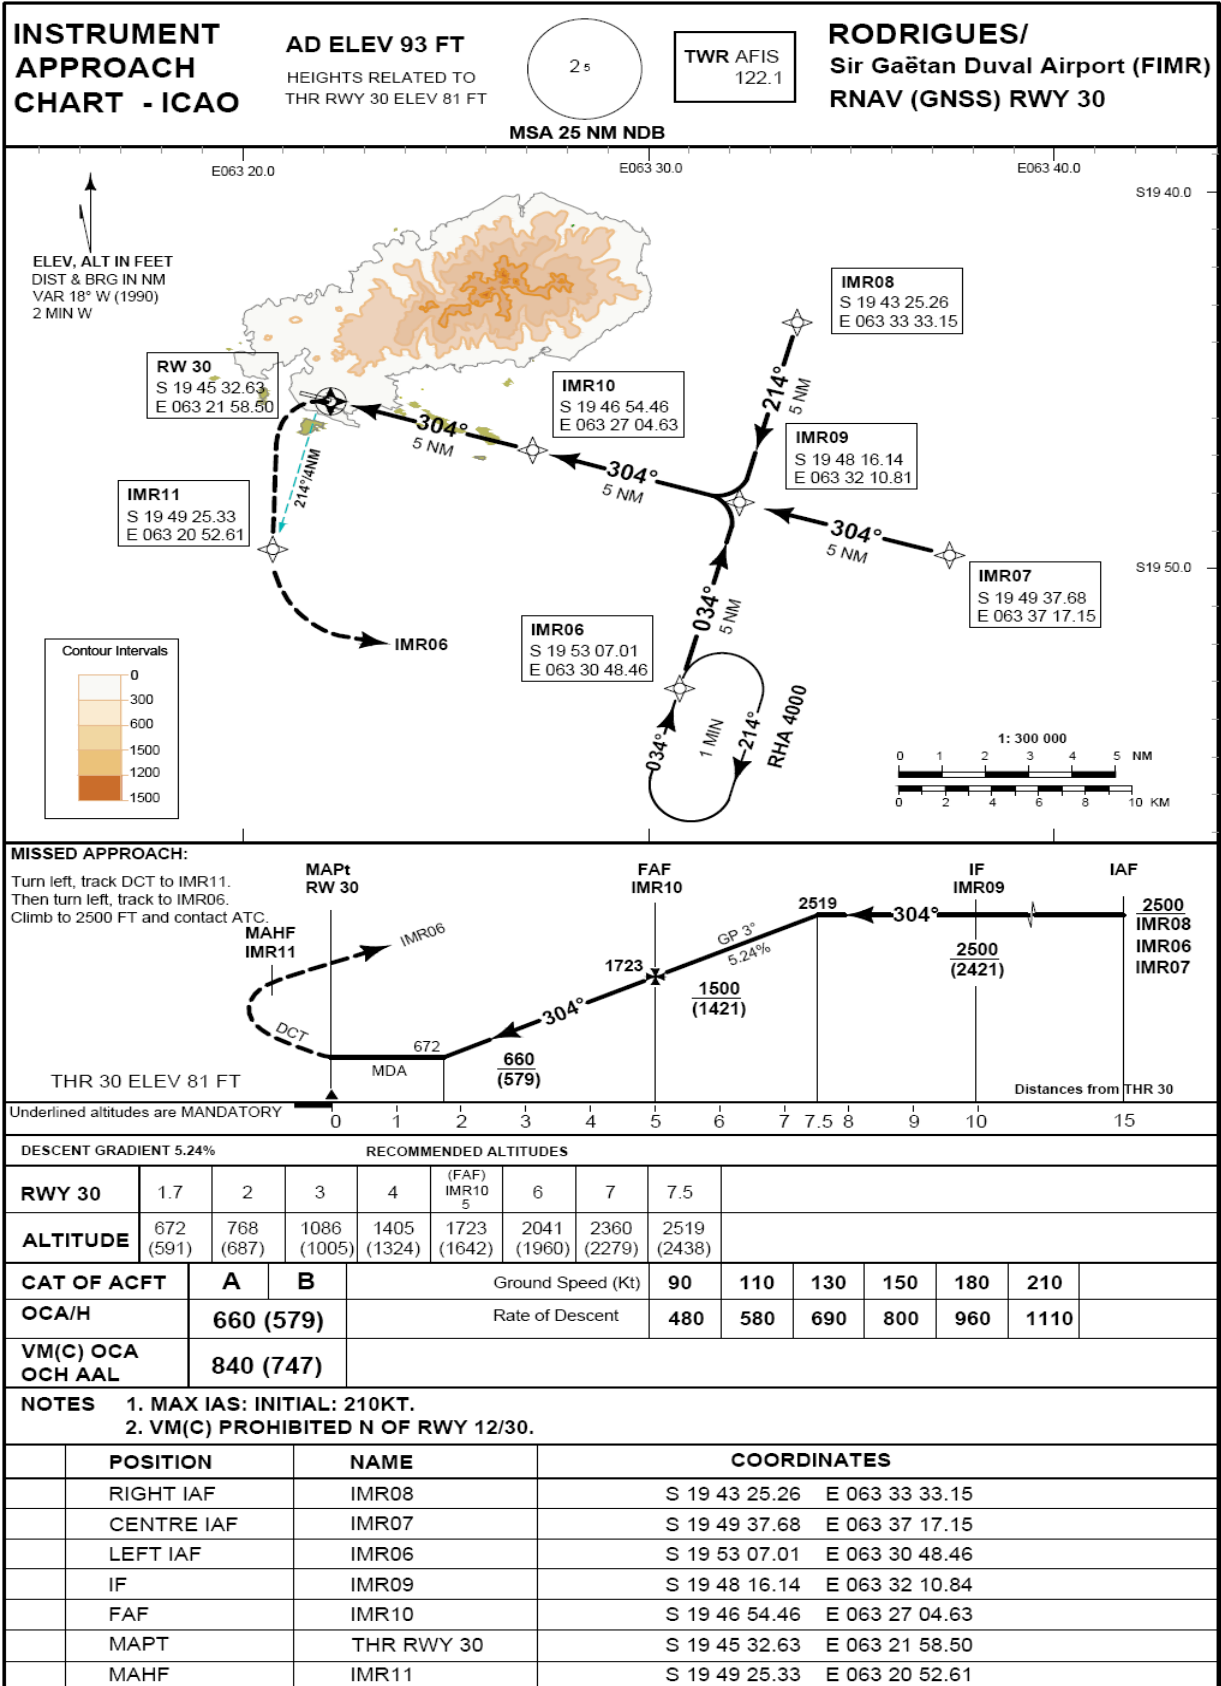 INSTRUMENT
APPROACH
CHART - ICAO
AD ELEV 93 FT
HEIGHTS RELATED TO
THR RWY 30 ELEV 81 FT
2 5
MSA 25 NM NDB
TWR AFIS
122.1
RODRIGUES/
Sir Gaëtan Duval Airport (FIMR)
RNAV (GNSS) RWY 30
E063 20.0
E063 30.0
E063 40.0
S19 40.0
ELEV, ALT IN FEET
DIST & BRG IN NM
VAR 18° W (1990)
2 MIN W
IMR08
S 19 43 25.26
E 063 33 33.15
RW 30
S 19 45 32.63
E 063 21 58.50
IMR10
S 19 46 54.46
E 063 27 04.63
214°
5 NM
304°
5 NM
IMR09
S 19 48 16.14
E 063 32 10.81
304°
5 NM
214°/4NM
IMR11
S 19 49 25.33
E 063 20 52.61
304°
5 NM
S19 50.0
IMR07
S 19 49 37.68
E 063 37 17.15
034°
5 NM
IMR06
S 19 53 07.01
E 063 30 48.46
IMR06
Contour Intervals
0
300
600
1500
1200
1500
034°
1 MIN
214°
RHA 4000
1: 300 000
0 1 2 3 4 5 NM
0 2 4 6 8 10 KM
MISSED APPROACH:
Turn left, track DCT to IMR11.
Then turn left, track to IMR06.
Climb to 2500 FT and contact ATC.
MAPt
RW 30
FAF
IMR10
IF
IMR09
IAF
2519
304°
2500
IMR08
IMR06
IMR07
MAHF
IMR11
IMR06
GP 3°
5.24%
2500
(2421)
1723
1500
(1421)
304°
DCT
672
MDA
660
(579)
THR 30 ELEV 81 FT
Distances from THR 30
Underlined altitudes are MANDATORY
0 1 2 3 4 5 6 7 7.5 8 9 10 15
DESCENT GRADIENT 5.24%
RECOMMENDED ALTITUDES
RWY 30 1.7 2 3 4 (FAF) IMR10 5 6 7 7.5
ALTITUDE 672 768 1086 1405 1723 2041 2360 2519
(591) (687) (1005) (1324) (1642) (1960) (2279) (2438)
CAT OF ACFT A B Ground Speed (Kt) 90 110 130 150 180 210
OCA/H 660 (579) Rate of Descent 480 580 690 800 960 1110
VM(C) OCA
OCH AAL 840 (747)
NOTES 1. MAX IAS: INITIAL: 210KT.
2. VM(C) PROHIBITED N OF RWY 12/30.
POSITION NAME COORDINATES
RIGHT IAF IMR08 S 19 43 25.26 E 063 33 33.15
CENTRE IAF IMR07 S 19 49 37.68 E 063 37 17.15
LEFT IAF IMR06 S 19 53 07.01 E 063 30 48.46
IF IMR09 S 19 48 16.14 E 063 32 10.84
FAF IMR10 S 19 46 54.46 E 063 27 04.63
MAPT THR RWY 30 S 19 45 32.63 E 063 21 58.50
MAHF IMR11 S 19 49 25.33 E 063 20 52.61